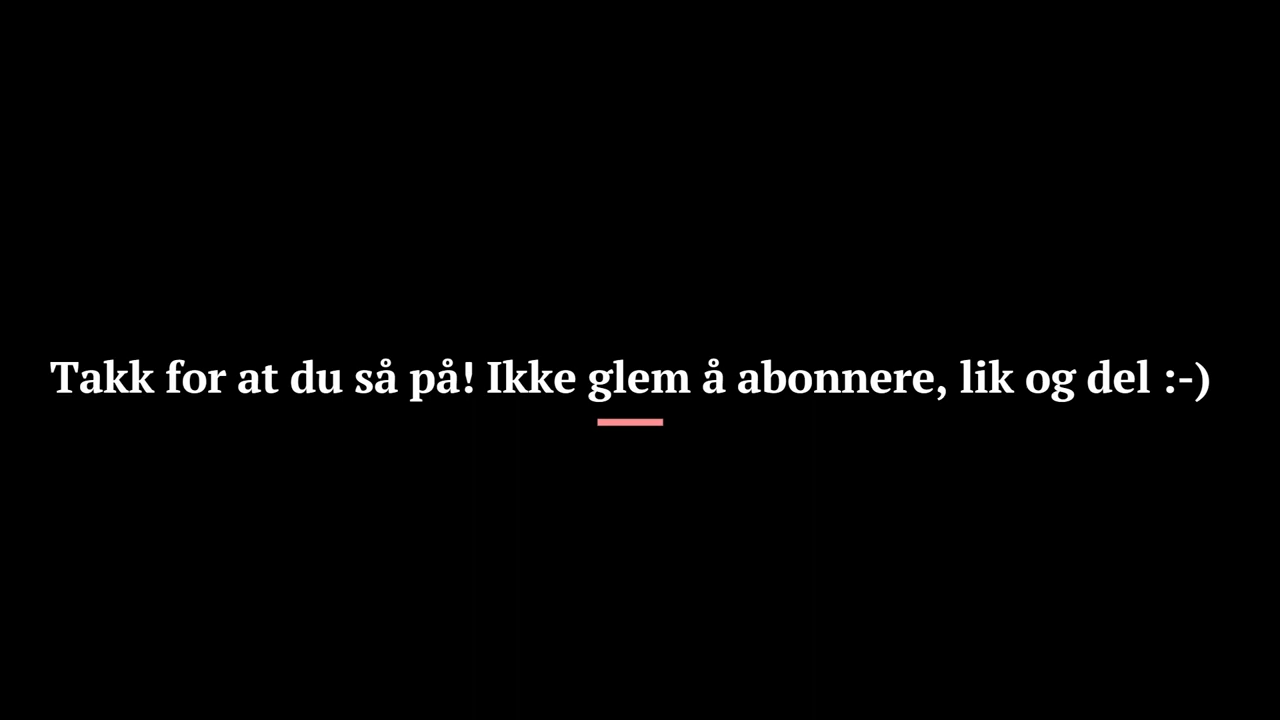 Takk for at du så på! Ikke glem å abonnere, lik og del :-)